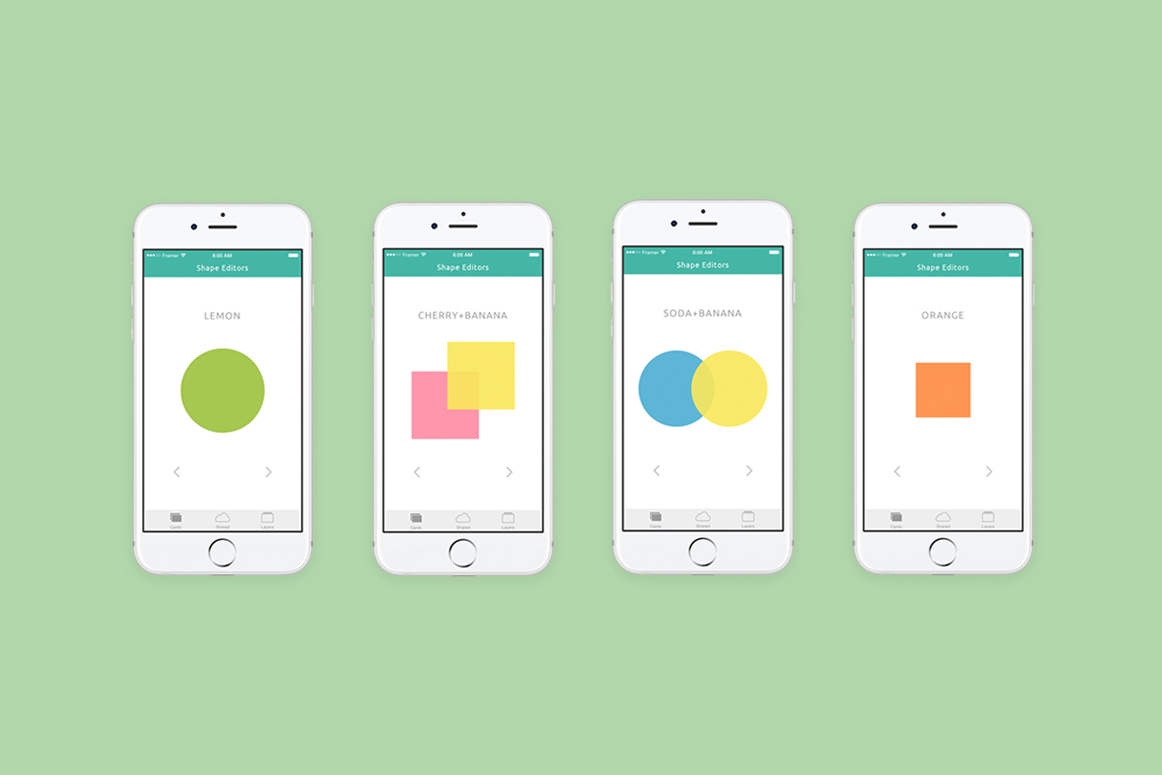 Framer 8:00 AM
Shape Editors
LEMON
Cards Shared Layers
Framer 8:00 AM
Shape Editors
CHERRY+BANANA
Cards Shared Layers
Framer 8:00 AM
Shape Editors
SODA+BANANA
Cards Shared Layers
Framer 8:00 AM
Shape Editors
ORANGE
Cards Shared Layers